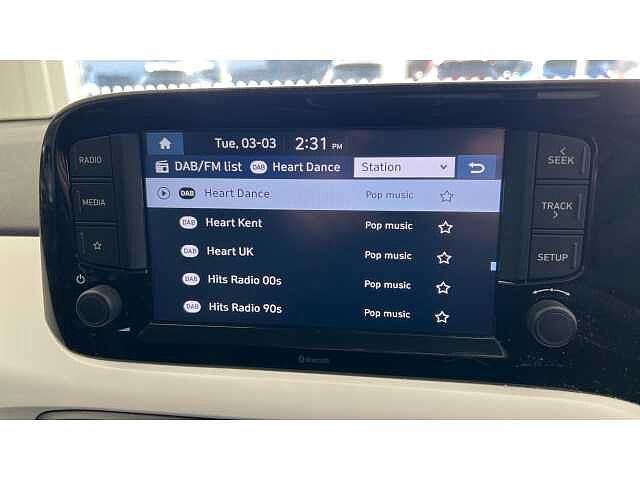 Tue, 03-03 2:31 PM
DAB/FM list DAB Heart Dance Station
DAB Heart Dance Pop music
DAB Heart Kent Pop music
DAB Heart UK Pop music
DAB Hits Radio 00s Pop music
DAB Hits Radio 90s Pop music
RADIO
MEDIA
SEEK
TRACK
SETUP
Bluetooth